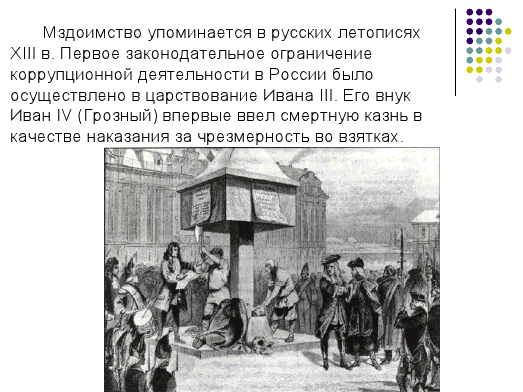 Мздоимство упоминается в русских летописях
XIII в. Первое законодательное ограничение
коррупционной деятельности в России было
осуществлено в царствование Ивана III. Его внук
Иван IV (Грозный) впервые ввел смертную казнь в
качестве наказания за чрезмерность во взятках.